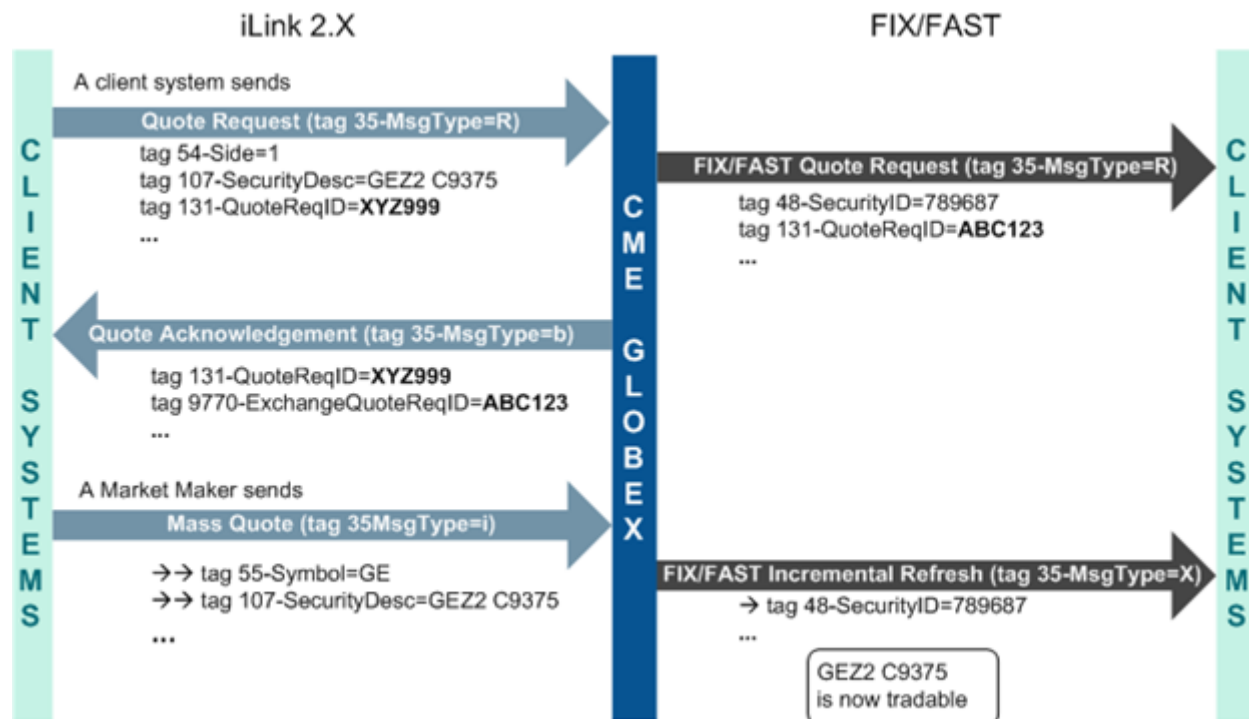 iLink 2.X
FIX/FAST
CLIENT SYSTEMS
A client system sends
Quote Request (tag 35-MsgType=R)
tag 54-Side=1
tag 107-SecurityDesc=GEZ2 C9375
tag 131-QuoteReqID=XYZ999
...
Quote Acknowledgement (tag 35-MsgType=b)
tag 131-QuoteReqID=XYZ999
tag 9770-ExchangeQuoteReqID=ABC123
...
A Market Maker sends
Mass Quote (tag 35MsgType=i)
→→ tag 55-Symbol=GE
→→ tag 107-SecurityDesc=GEZ2 C9375
...
CME GLOBEX
FIX/FAST Quote Request (tag 35-MsgType=R)
tag 48-SecurityID=789687
tag 131-QuoteReqID=ABC123
...
FIX/FAST Incremental Refresh (tag 35-MsgType=X)
→ tag 48-SecurityID=789687
...
GEZ2 C9375
is now tradable
CLIENT SYSTEMS